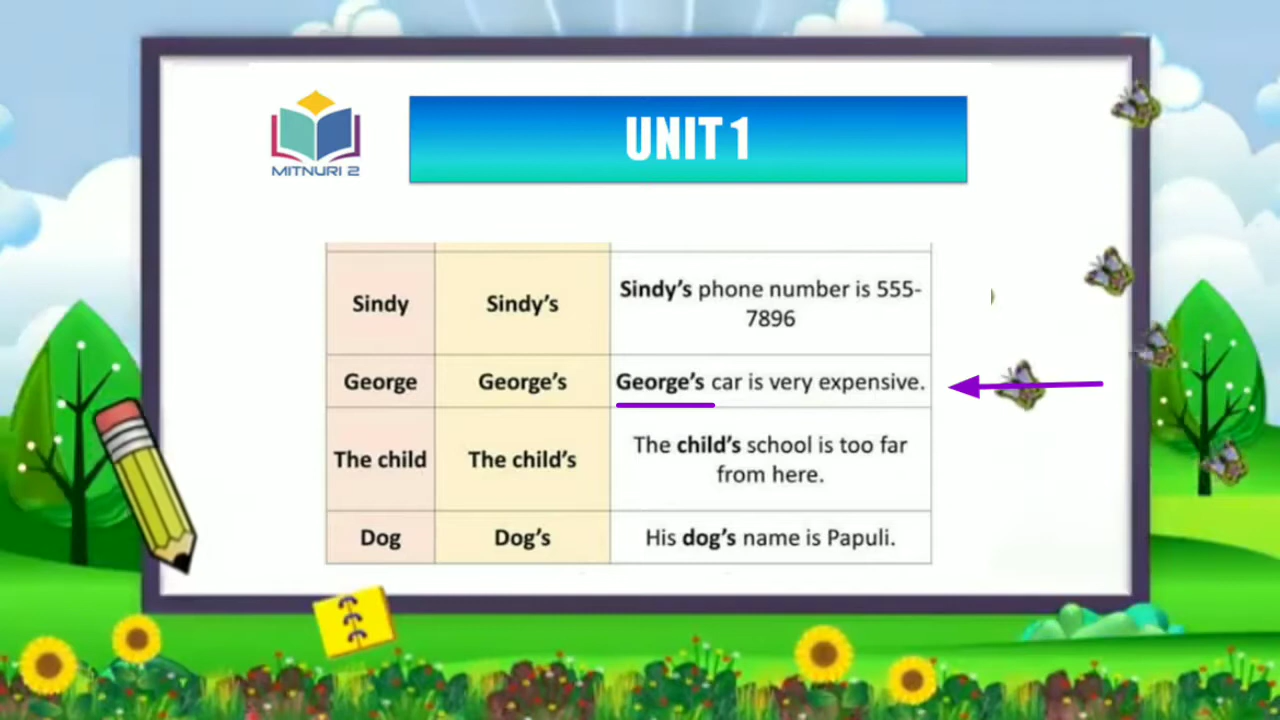 MITNURI 2
UNIT 1
Sindy
Sindy's
Sindy's phone number is 555-
7896
George
George's
George's car is very expensive.
The child
The child's
The child's school is too far
from here.
Dog
Dog's
His dog's name is Papuli.